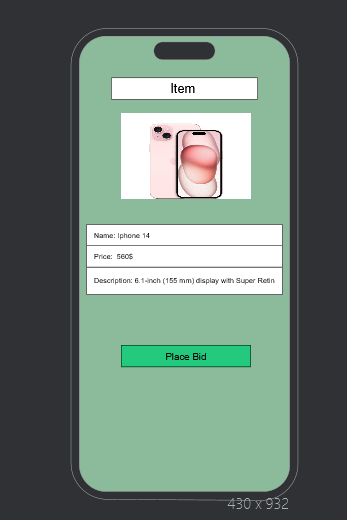 Item
Name: Iphone 14
Price: 560$
Description: 6.1-inch (155 mm) display with Super Retin
Place Bid
430 x 932